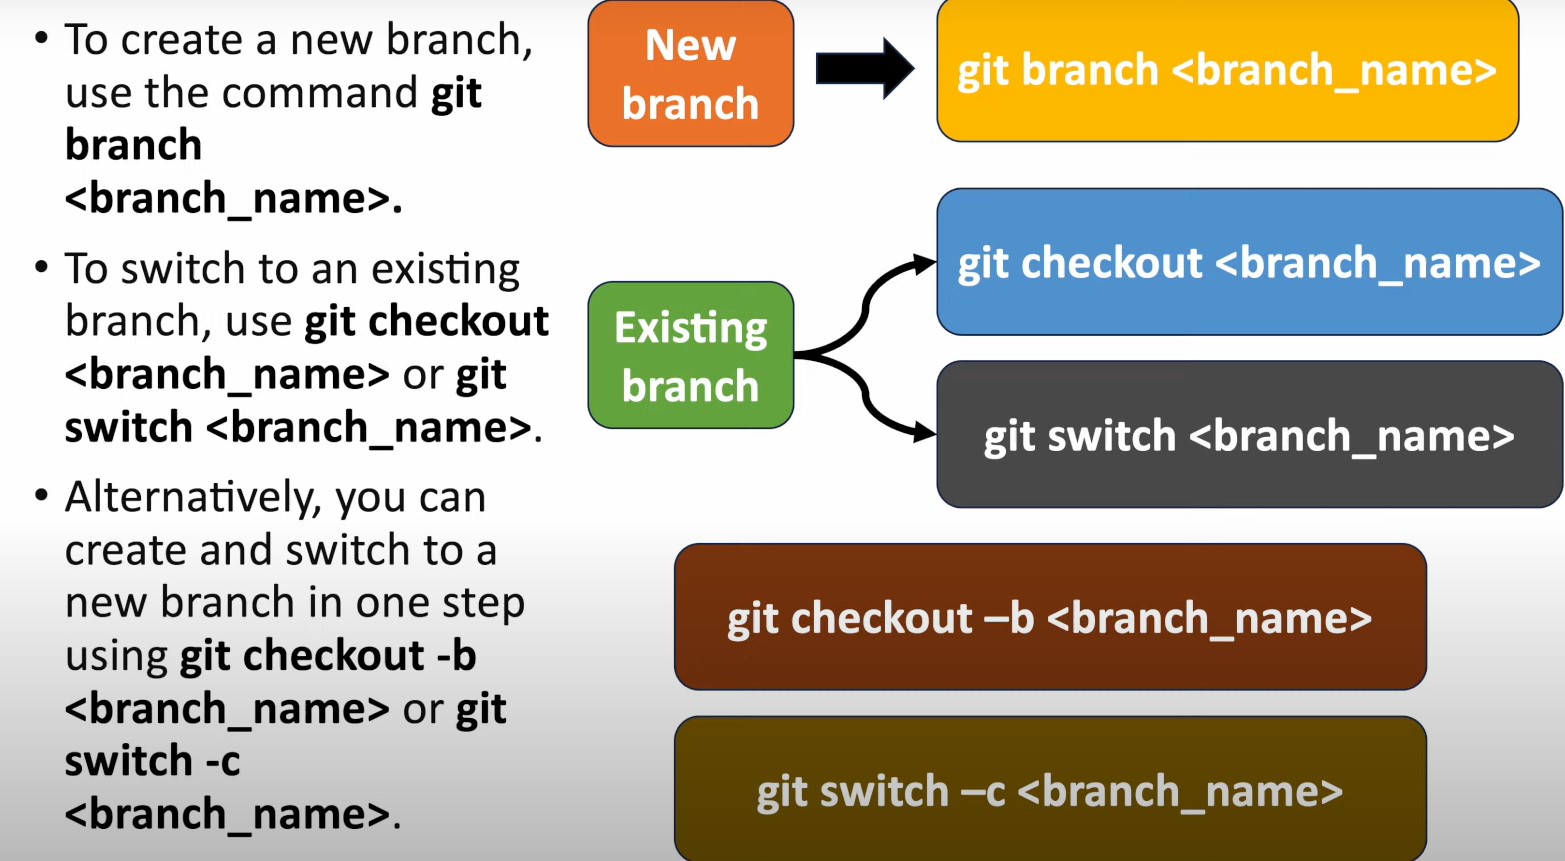 • To create a new branch,
use the command git
branch
<branch_name>.
• To switch to an existing
branch, use git checkout
<branch_name> or git
switch <branch_name>.
• Alternatively, you can
create and switch to a
new branch in one step
using git checkout -b
<branch_name> or git
switch -c
<branch_name>.
New
branch
git branch <branch_name>
Existing
branch
git checkout <branch_name>
git switch <branch_name>
git checkout –b <branch_name>
git switch –c <branch_name>